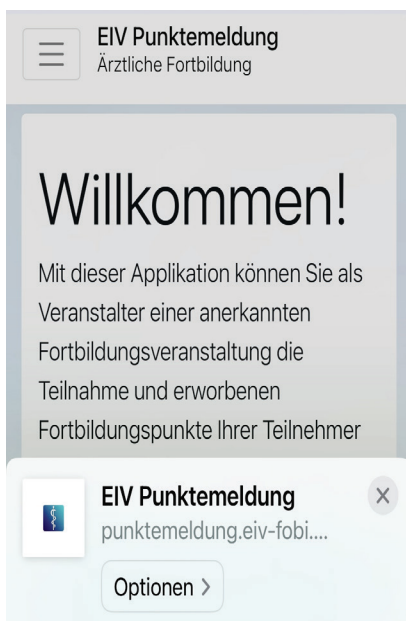 EIV Punktemeldung
Ärztliche Fortbildung
Willkommen!
Mit dieser Applikation können Sie als
Veranstalter einer anerkannten
Fortbildungsveranstaltung die
Teilnahme und erworbenen
Fortbildungspunkte Ihrer Teilnehmer
EIV Punktemeldung
punktemeldung.eiv-fobi....
Optionen >